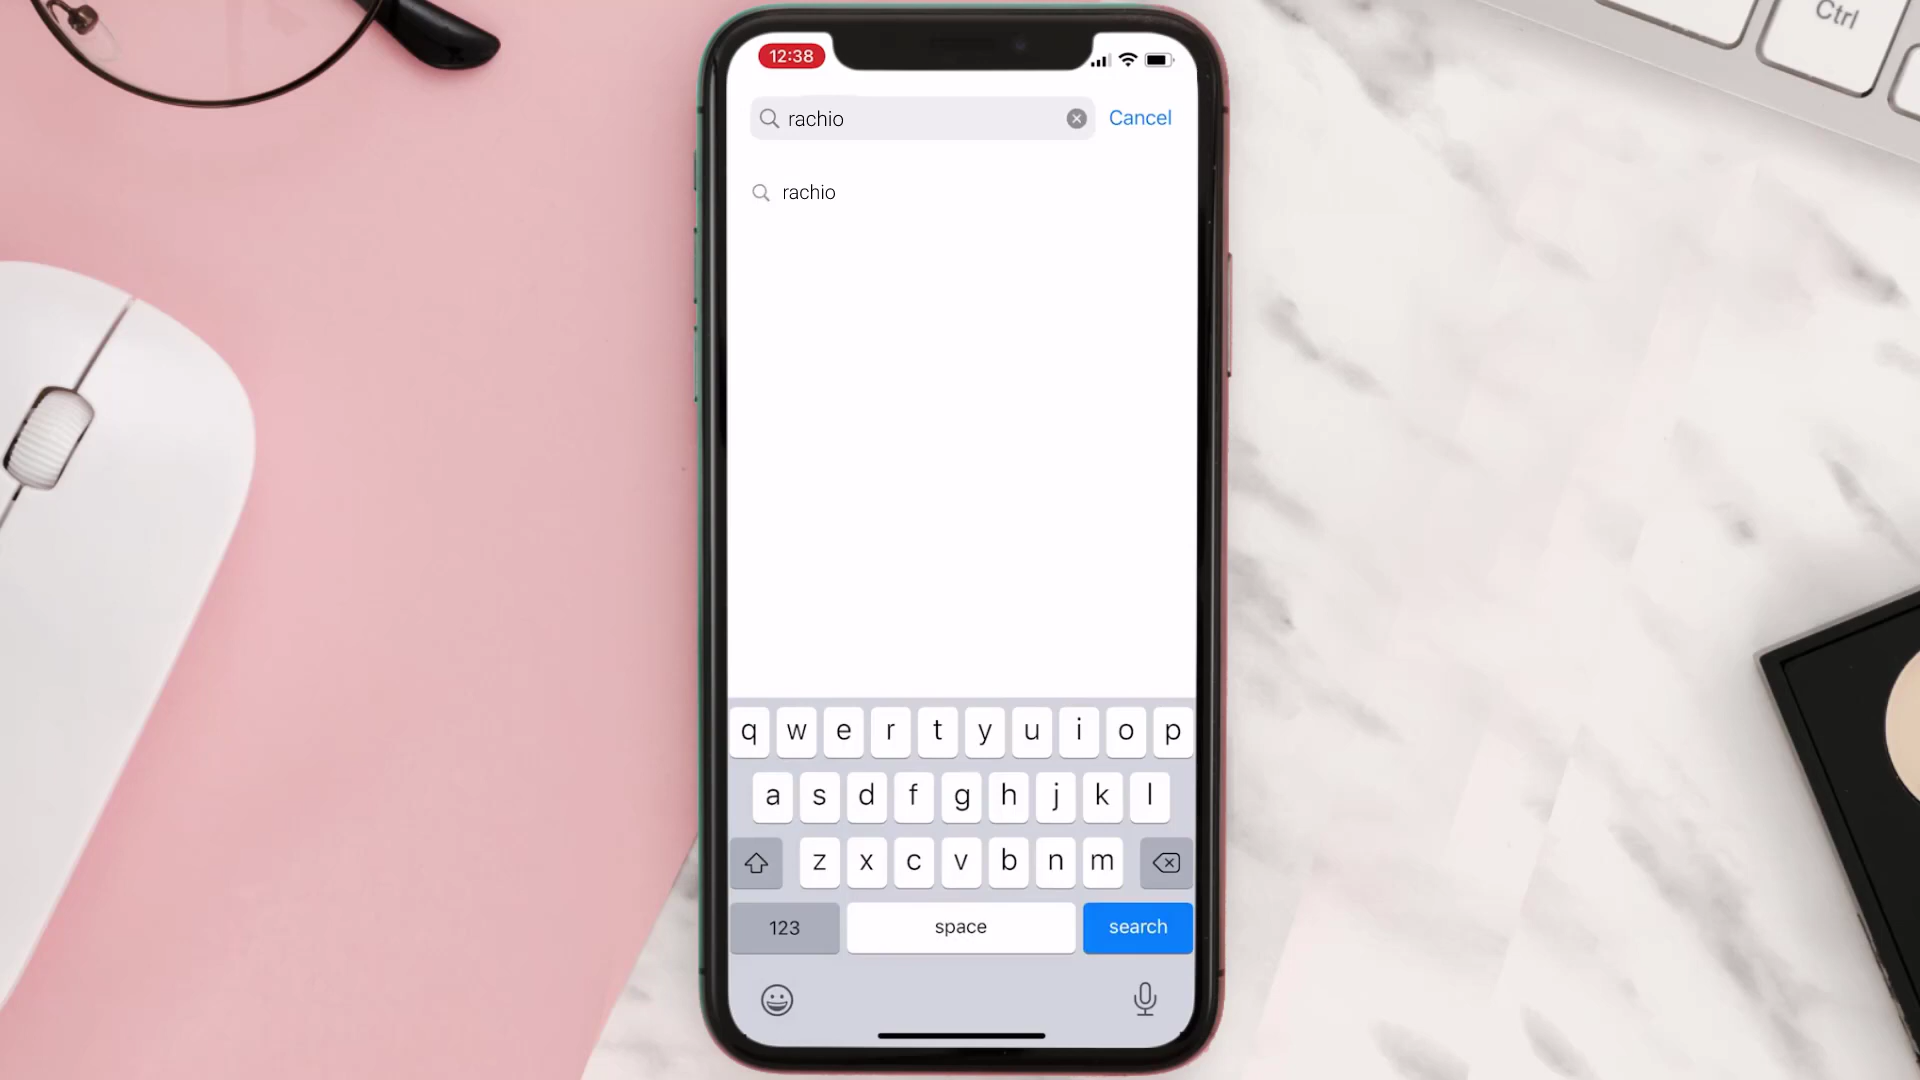 Ctrl
12:38
rachio
Cancel
rachio
q w e r t y u i o p
a s d f g h j k l
z x c v b n m
123 space search